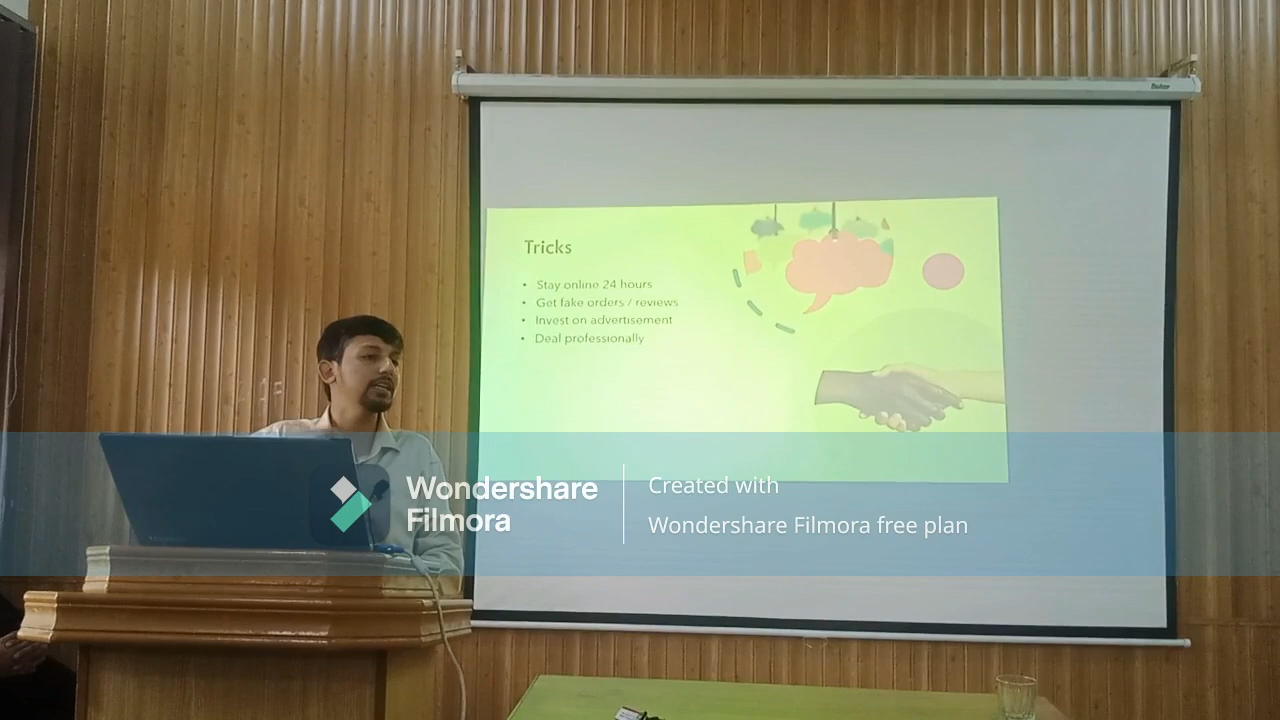 Tricks
• Stay online 24 hours
• Get fake orders / reviews
• Invest on advertisement
• Deal professionally
Wondershare
Filmora
Created with
Wondershare Filmora free plan